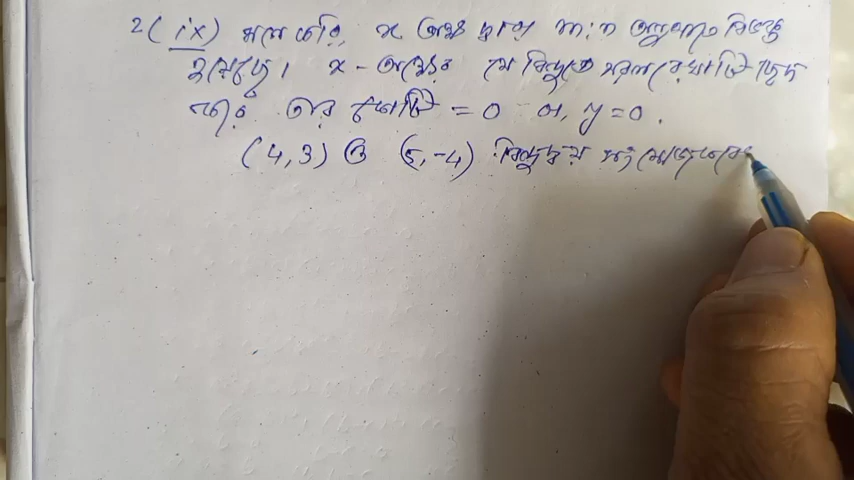 2(ix) মনে করি, x অক্ষ দ্বারা m:n অনুপাতে বিভক্ত
হয়েছে। x-অক্ষের যে বিন্দুতে সরলরেখাটি ছেদ
করে তার কোটি = 0 বা, y=0.
(4,3) ও (5,-4) বিন্দুদ্বয় সংযোজক